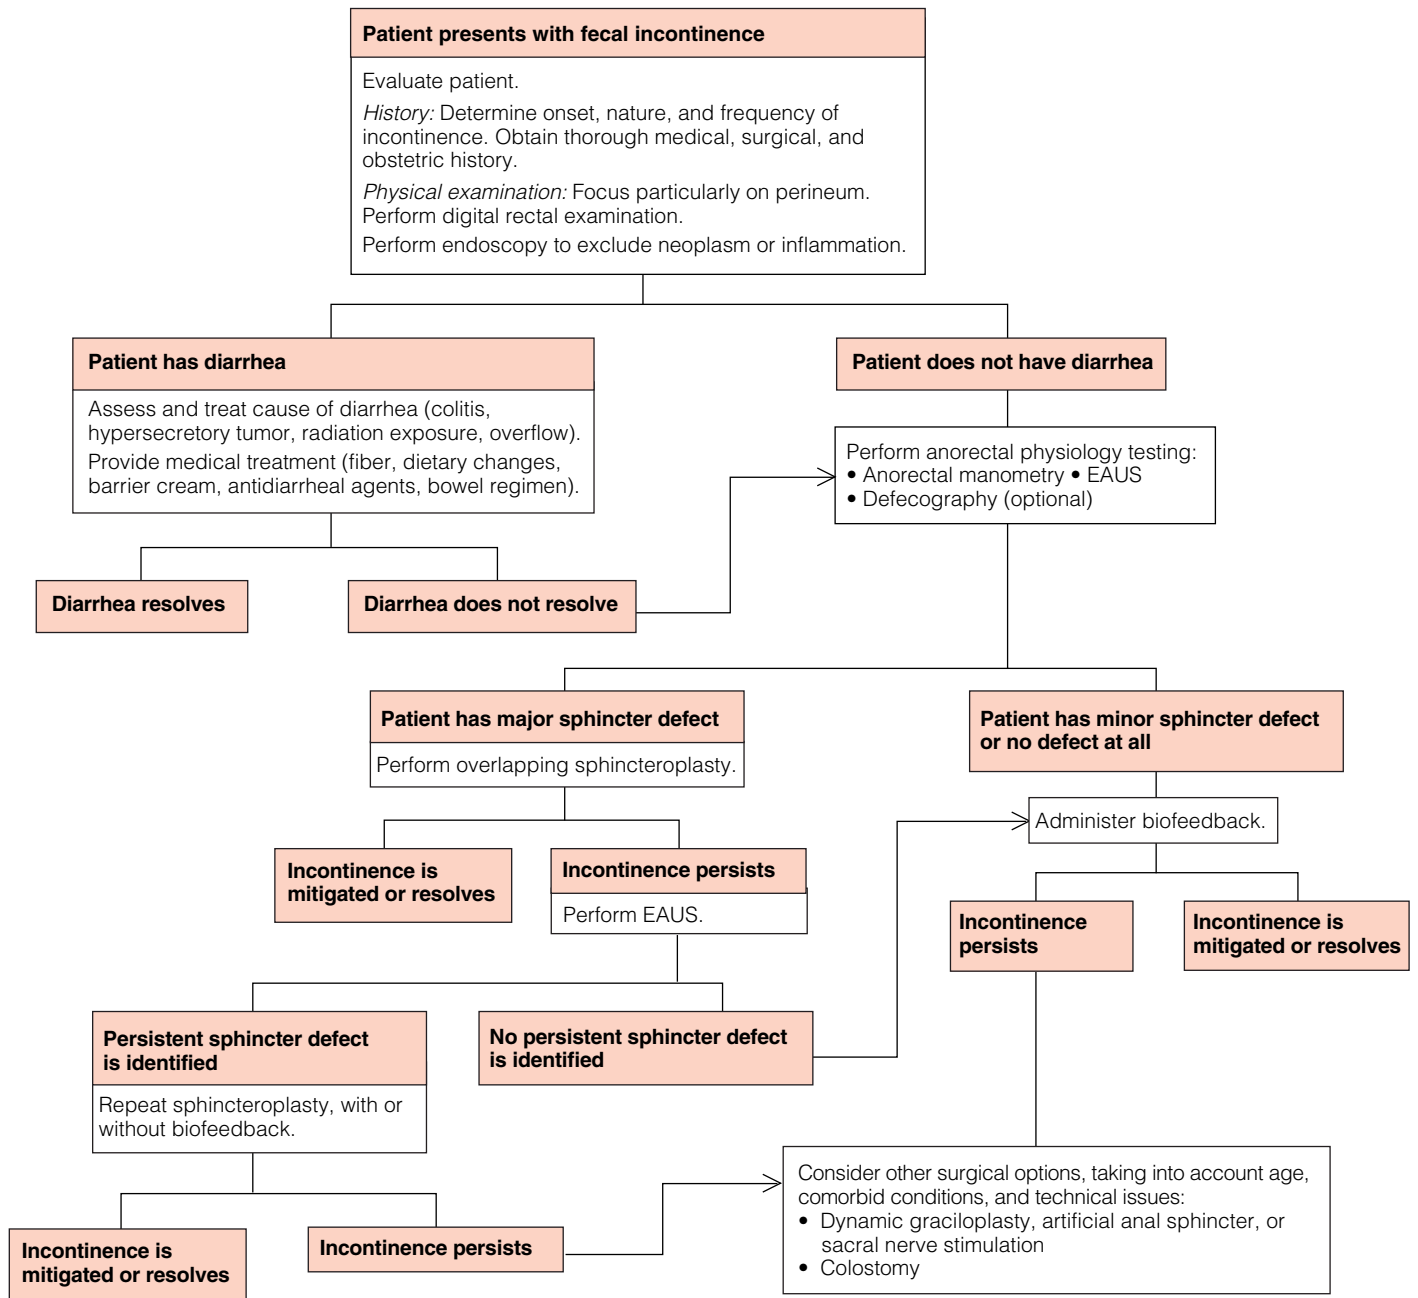 Patient presents with fecal incontinence
Evaluate patient.
History: Determine onset, nature, and frequency of
incontinence. Obtain thorough medical, surgical, and
obstetric history.
Physical examination: Focus particularly on perineum.
Perform digital rectal examination.
Perform endoscopy to exclude neoplasm or inflammation.
Patient has diarrhea
Assess and treat cause of diarrhea (colitis,
hypersecretory tumor, radiation exposure, overflow).
Provide medical treatment (fiber, dietary changes,
barrier cream, antidiarrheal agents, bowel regimen).
Patient does not have diarrhea
Perform anorectal physiology testing:
• Anorectal manometry • EAUS
• Defecography (optional)
Diarrhea resolves
Diarrhea does not resolve
Patient has major sphincter defect
Perform overlapping sphincteroplasty.
Patient has minor sphincter defect
or no defect at all
Administer biofeedback.
Incontinence is
mitigated or resolves
Incontinence persists
Perform EAUS.
Incontinence
persists
Incontinence is
mitigated or resolves
Persistent sphincter defect
is identified
Repeat sphincteroplasty, with or
without biofeedback.
No persistent sphincter defect
is identified
Incontinence is
mitigated or resolves
Incontinence persists
Consider other surgical options, taking into account age,
comorbid conditions, and technical issues:
• Dynamic graciloplasty, artificial anal sphincter, or
sacral nerve stimulation
• Colostomy